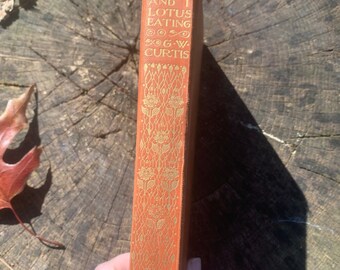 AND I
LOTUS
EATING
G·W·
CURTIS